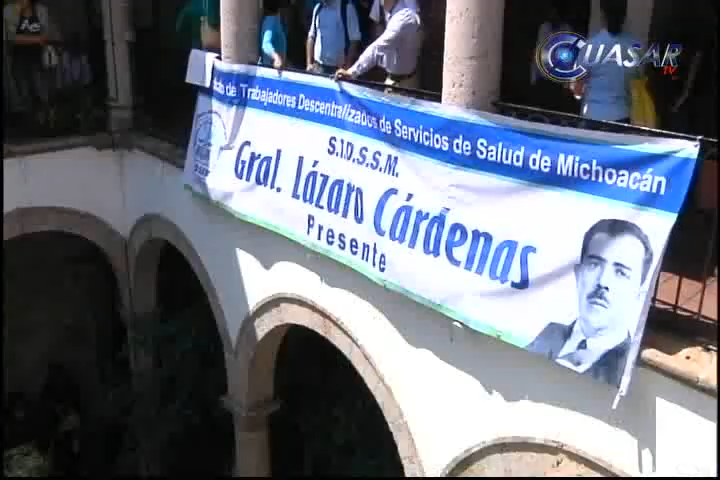 QUASAR
TV
de Trabajadores Descentralizados de Servicios de Salud de Michoacán
S.I.D.S.S.M.
Gral. Lázaro Cárdenas
Presente